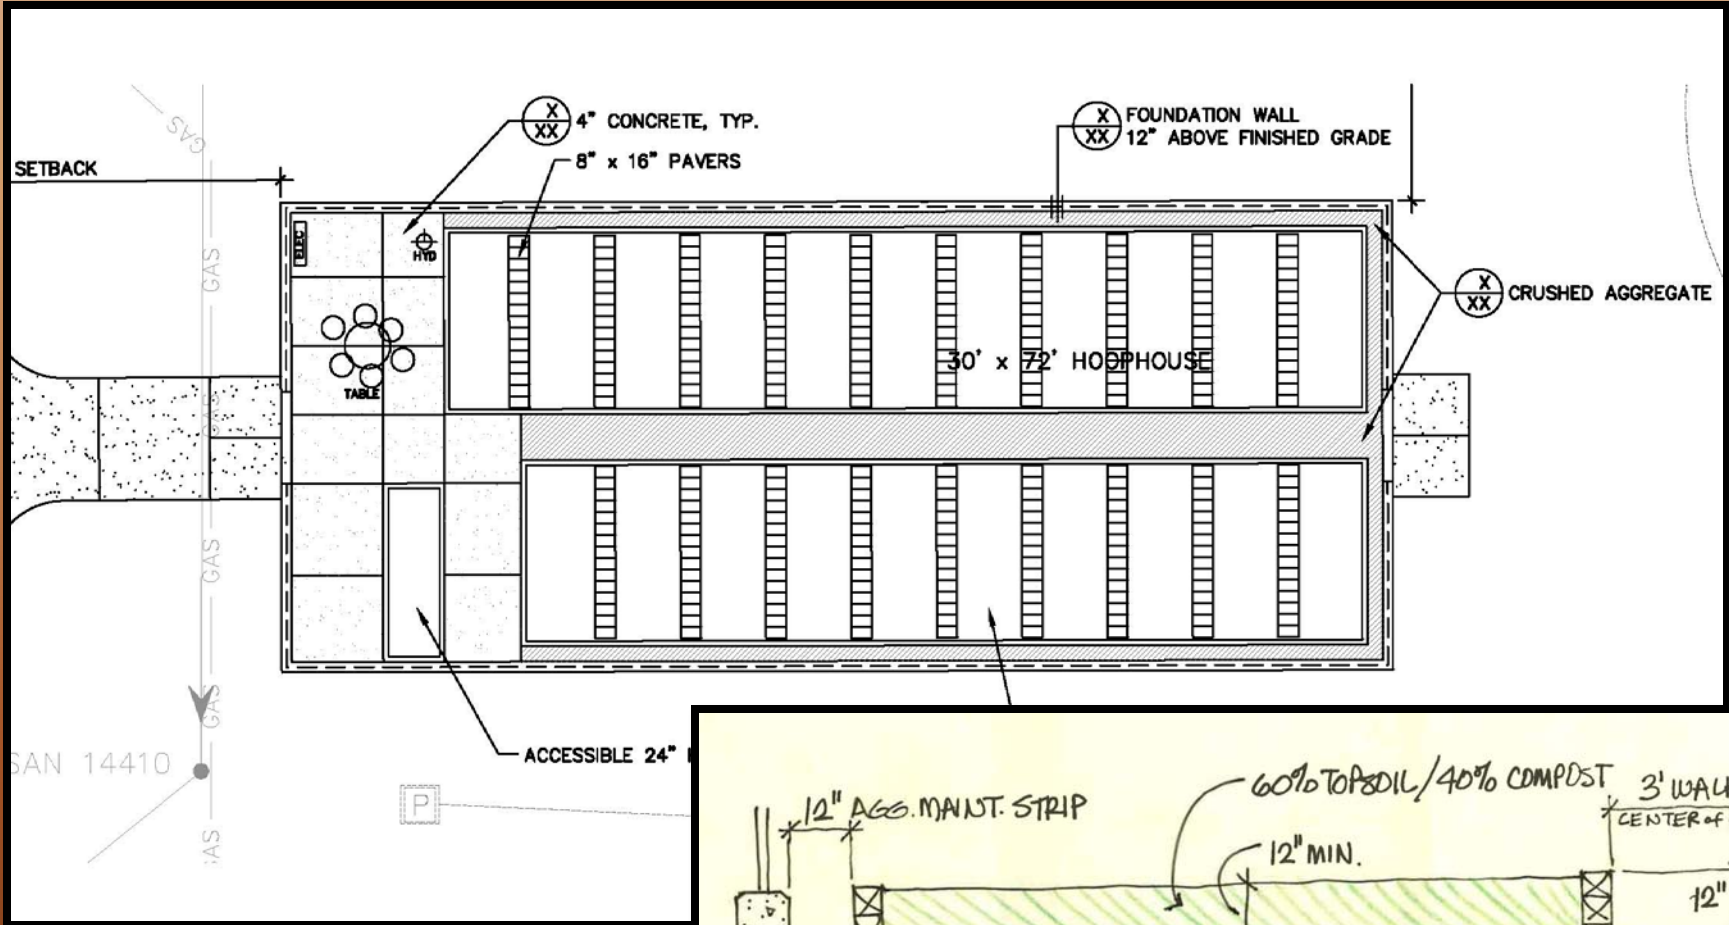 GAS
SETBACK
X
XX
4" CONCRETE, TYP.
8" x 16" PAVERS
X
XX
FOUNDATION WALL
12" ABOVE FINISHED GRADE
ELEC
HYD
GAS
X
XX
CRUSHED AGGREGATE
30' x 72' HOOPHOUSE
TABLE
GAS
GAS
GAS
SAN 14410
ACCESSIBLE 24"
P
GAS
12" AGG. MAINT. STRIP
60% TOPSOIL/40% COMPOST
3' WAL
CENTER of
12" MIN.
12"